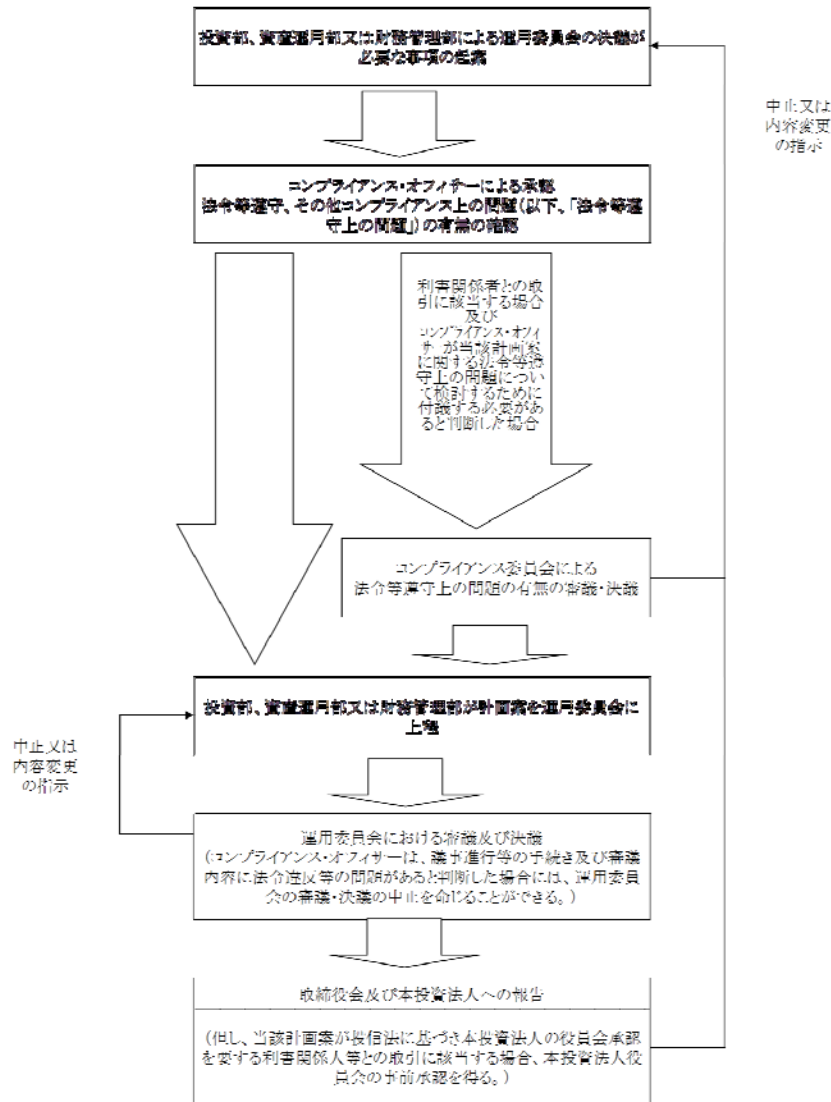 投資部、資産運用部又は財務管理部による運用委員会の決議が
必要な事項の起案
中止又は
内容変更
の指示
コンプライアンス・オフィサーによる承認
法令等遵守、その他コンプライアンス上の問題(以下、「法令等遵
守上の問題」)の有無の確認
利害関係者との取
引に該当する場合
及び
コンプライアンス・オフィ
サーが当該計画案
に関する法令等遵
守上の問題につい
て検討するために
付議する必要があ
ると判断した場合
コンプライアンス委員会による
法令等遵守上の問題の有無の審議・決議
投資部、資産運用部又は財務管理部が計画案を運用委員会に
上程
中止又は
内容変更
の指示
運用委員会における審議及び決議
(コンプライアンス・オフィサーは、議事進行等の手続き及び審議
内容に法令違反等の問題があると判断した場合には、運用委員
会の審議・決議の中止を命じることができる。)
取締役会及び本投資法人への報告
(但し、当該計画案が投信法に基づき本投資法人の役員会承認
を要する利害関係人等との取引に該当する場合、本投資法人役
員会の事前承認を得る。)